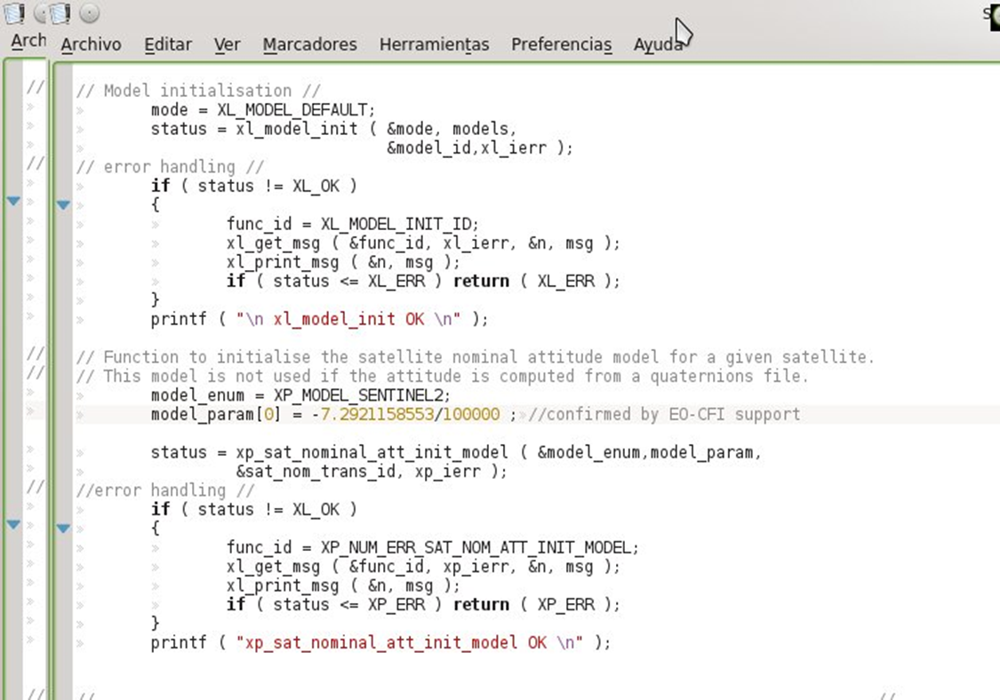 Arch
Archivo Editar Ver Marcadores Herramientas Preferencias Ayuda
// Model initialisation //
mode = XL_MODEL_DEFAULT;
status = xl_model_init ( &mode, models,
&model_id,xl_ierr );
// error handling //
if ( status != XL_OK )
{
func_id = XL_MODEL_INIT_ID;
xl_get_msg ( &func_id, xl_ierr, &n, msg );
xl_print_msg ( &n, msg );
if ( status <= XL_ERR ) return ( XL_ERR );
}
printf ( "\n xl_model_init OK \n" );
// Function to initialise the satellite nominal attitude model for a given satellite.
// This model is not used if the attitude is computed from a quaternions file.
model_enum = XP_MODEL_SENTINEL2;
model_param[0] = -7.2921158553/100000 ; //confirmed by EO-CFI support
status = xp_sat_nominal_att_init_model ( &model_enum,model_param,
&sat_nom_trans_id, xp_ierr );
//error handling //
if ( status != XL_OK )
{
func_id = XP_NUM_ERR_SAT_NOM_ATT_INIT_MODEL;
xl_get_msg ( &func_id, xp_ierr, &n, msg );
xl_print_msg ( &n, msg );
if ( status <= XP_ERR ) return ( XP_ERR );
}
printf ( "xp_sat_nominal_att_init_model OK \n" );
// //